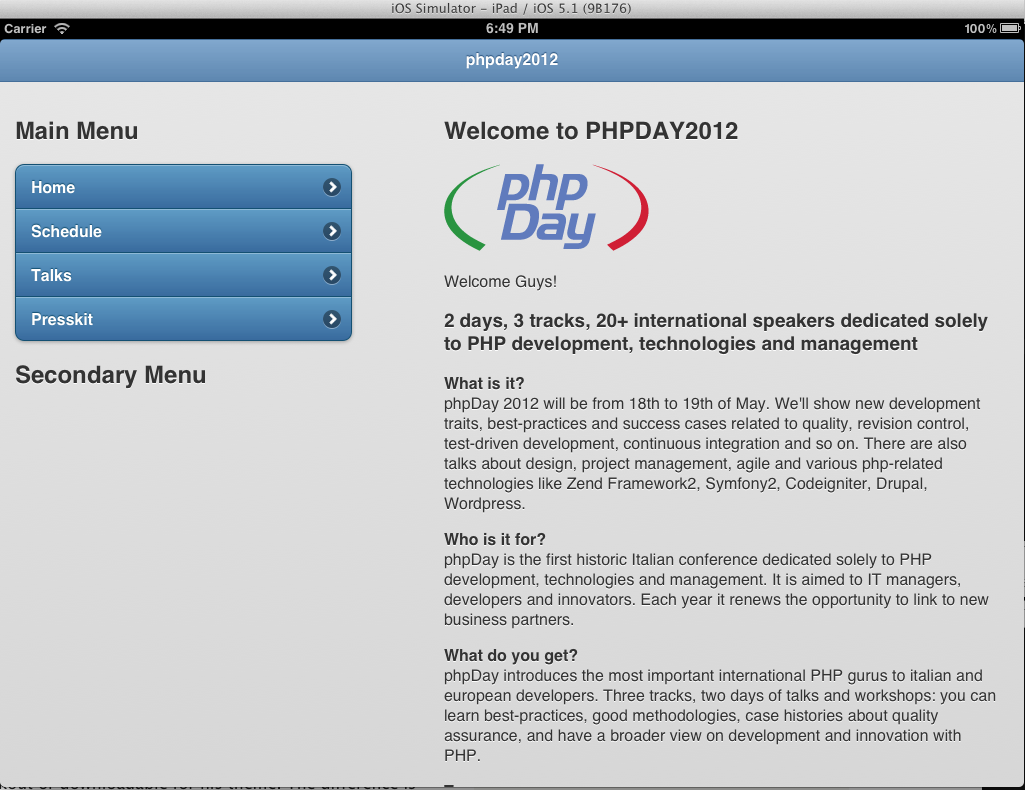 iOS Simulator – iPad / iOS 5.1 (9B176)
Carrier 6:49 PM 100%
phpday2012
Main Menu
Home
Schedule
Talks
Presskit
Secondary Menu
Welcome to PHPDAY2012
php
Day
Welcome Guys!
2 days, 3 tracks, 20+ international speakers dedicated solely
to PHP development, technologies and management
What is it?
phpDay 2012 will be from 18th to 19th of May. We'll show new development
traits, best-practices and success cases related to quality, revision control,
test-driven development, continuous integration and so on. There are also
talks about design, project management, agile and various php-related
technologies like Zend Framework2, Symfony2, Codeigniter, Drupal,
Wordpress.
Who is it for?
phpDay is the first historic Italian conference dedicated solely to PHP
development, technologies and management. It is aimed to IT managers,
developers and innovators. Each year it renews the opportunity to link to new
business partners.
What do you get?
phpDay introduces the most important international PHP gurus to italian and
european developers. Three tracks, two days of talks and workshops: you can
learn best-practices, good methodologies, case histories about quality
assurance, and have a broader view on development and innovation with
PHP.